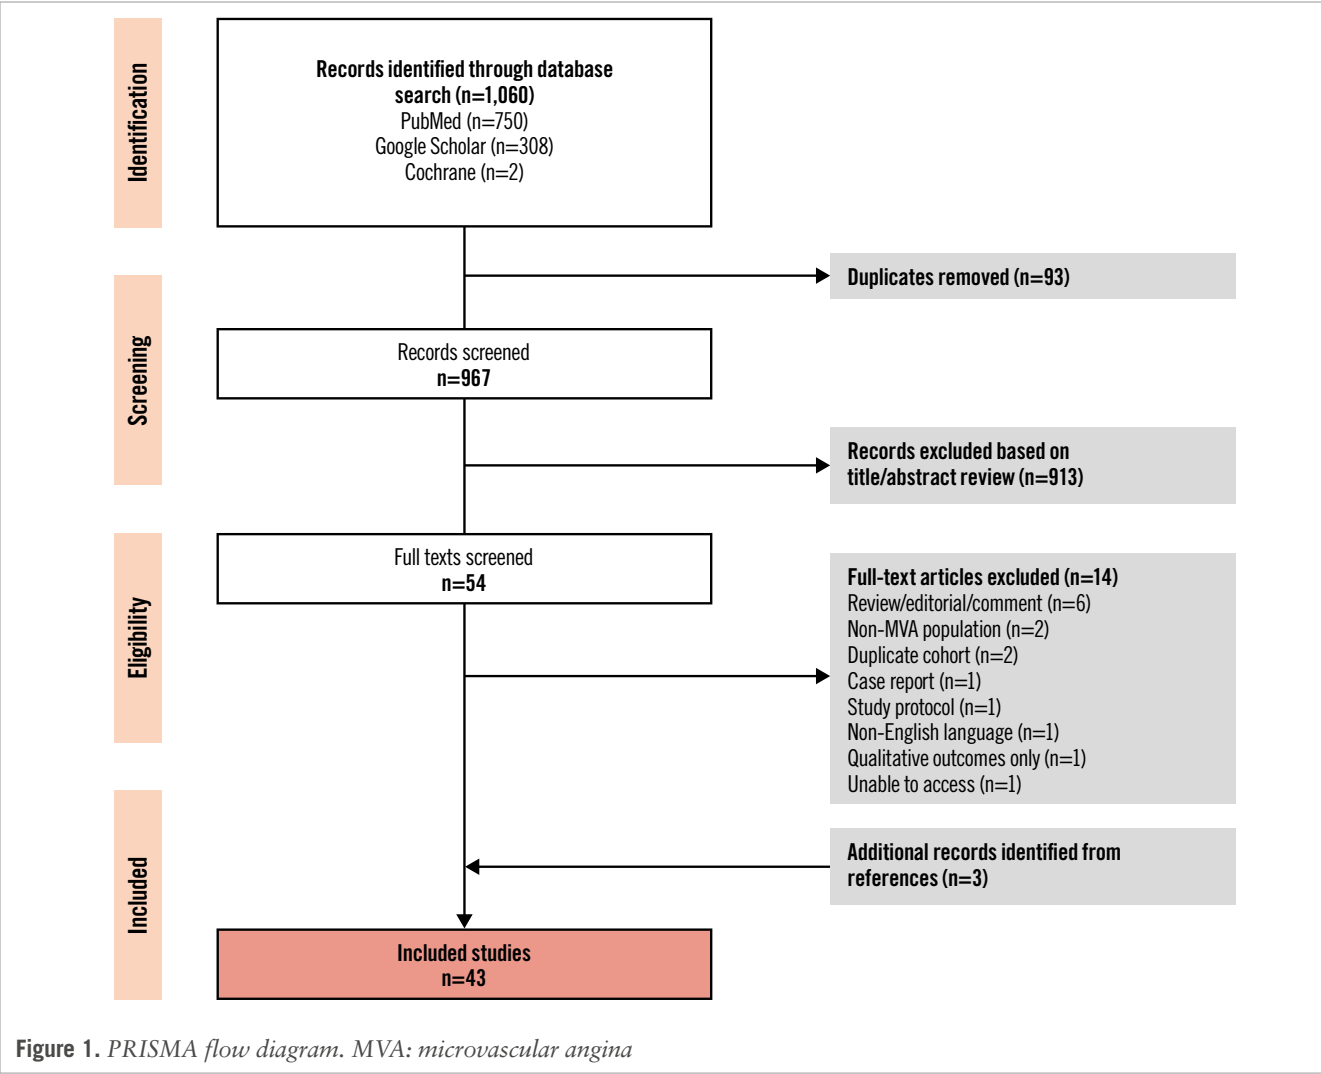 Identification
Records identified through database
search (n=1,060)
PubMed (n=750)
Google Scholar (n=308)
Cochrane (n=2)
Duplicates removed (n=93)
Screening
Records screened
n=967
Records excluded based on
title/abstract review (n=913)
Eligibility
Full texts screened
n=54
Full-text articles excluded (n=14)
Review/editorial/comment (n=6)
Non-MVA population (n=2)
Duplicate cohort (n=2)
Case report (n=1)
Study protocol (n=1)
Non-English language (n=1)
Qualitative outcomes only (n=1)
Unable to access (n=1)
Included
Additional records identified from
references (n=3)
Included studies
n=43
Figure 1. PRISMA flow diagram. MVA: microvascular angina